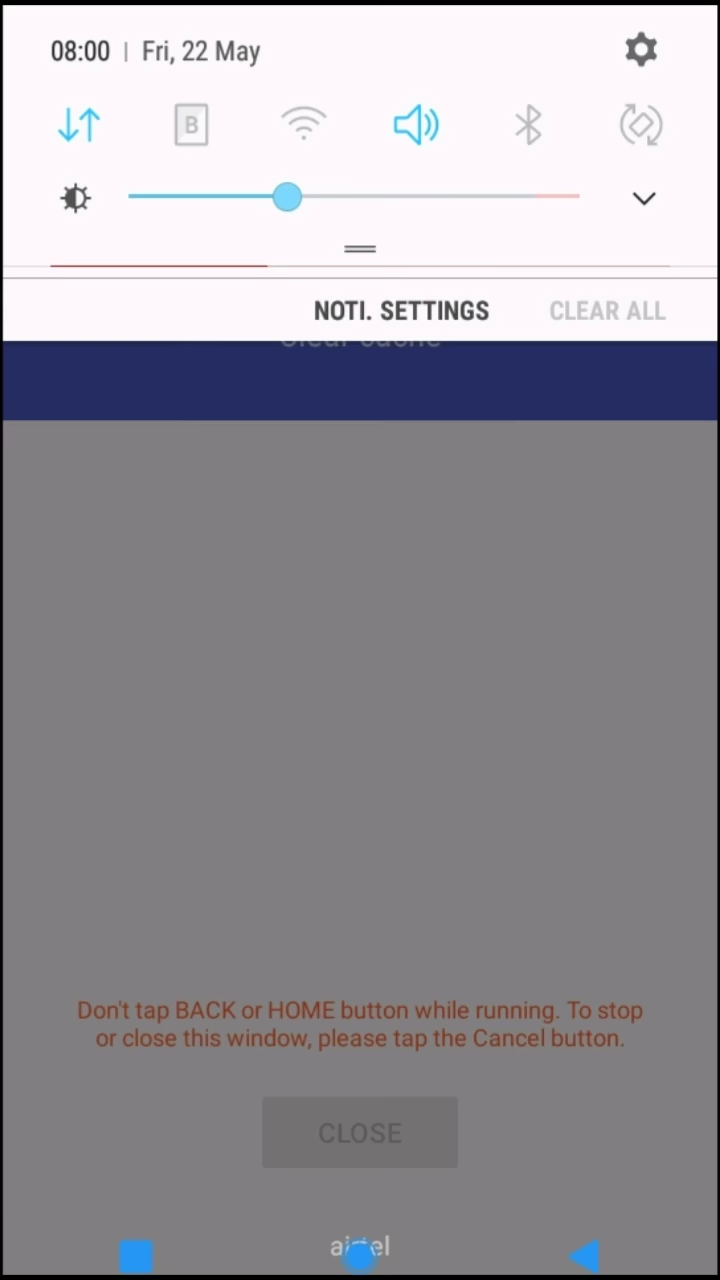 08:00 | Fri, 22 May
B
NOTI. SETTINGS CLEAR ALL
Clear cache
Don't tap BACK or HOME button while running. To stop
or close this window, please tap the Cancel button.
CLOSE
airtel